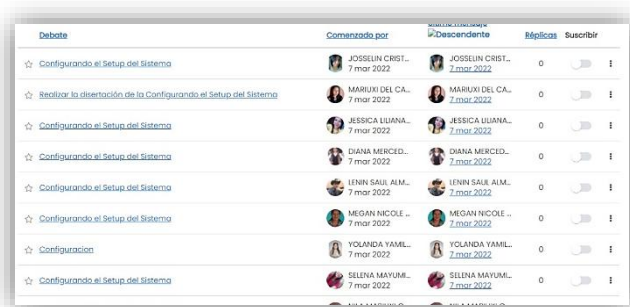 último mensaje
Debate Comenzado por Descendente Réplicas Suscribir
Configurando el Setup del Sistema JOSSELIN CRIST... JOSSELIN CRIST... 0
7 mar 2022 7 mar 2022
Realizar la disertación de la Configurando el Setup del Sistema MARIUXI DEL CA... MARIUXI DEL CA... 0
7 mar 2022 7 mar 2022
Configurando el Setup del Sistema JESSICA LILIANA... JESSICA LILIANA... 0
7 mar 2022 7 mar 2022
Configurando el Setup del Sistema DIANA MERCED... DIANA MERCED... 0
7 mar 2022 7 mar 2022
Configurando el Setup del Sistema LENIN SAUL ALM... LENIN SAUL ALM... 0
7 mar 2022 7 mar 2022
Configurando el Setup del Sistema MEGAN NICOLE ... MEGAN NICOLE ... 0
7 mar 2022 7 mar 2022
Configuracion YOLANDA YAMIL... YOLANDA YAMIL... 0
7 mar 2022 7 mar 2022
Configurando el Setup del Sistema SELENA MAYUMI... SELENA MAYUMI... 0
7 mar 2022 7 mar 2022